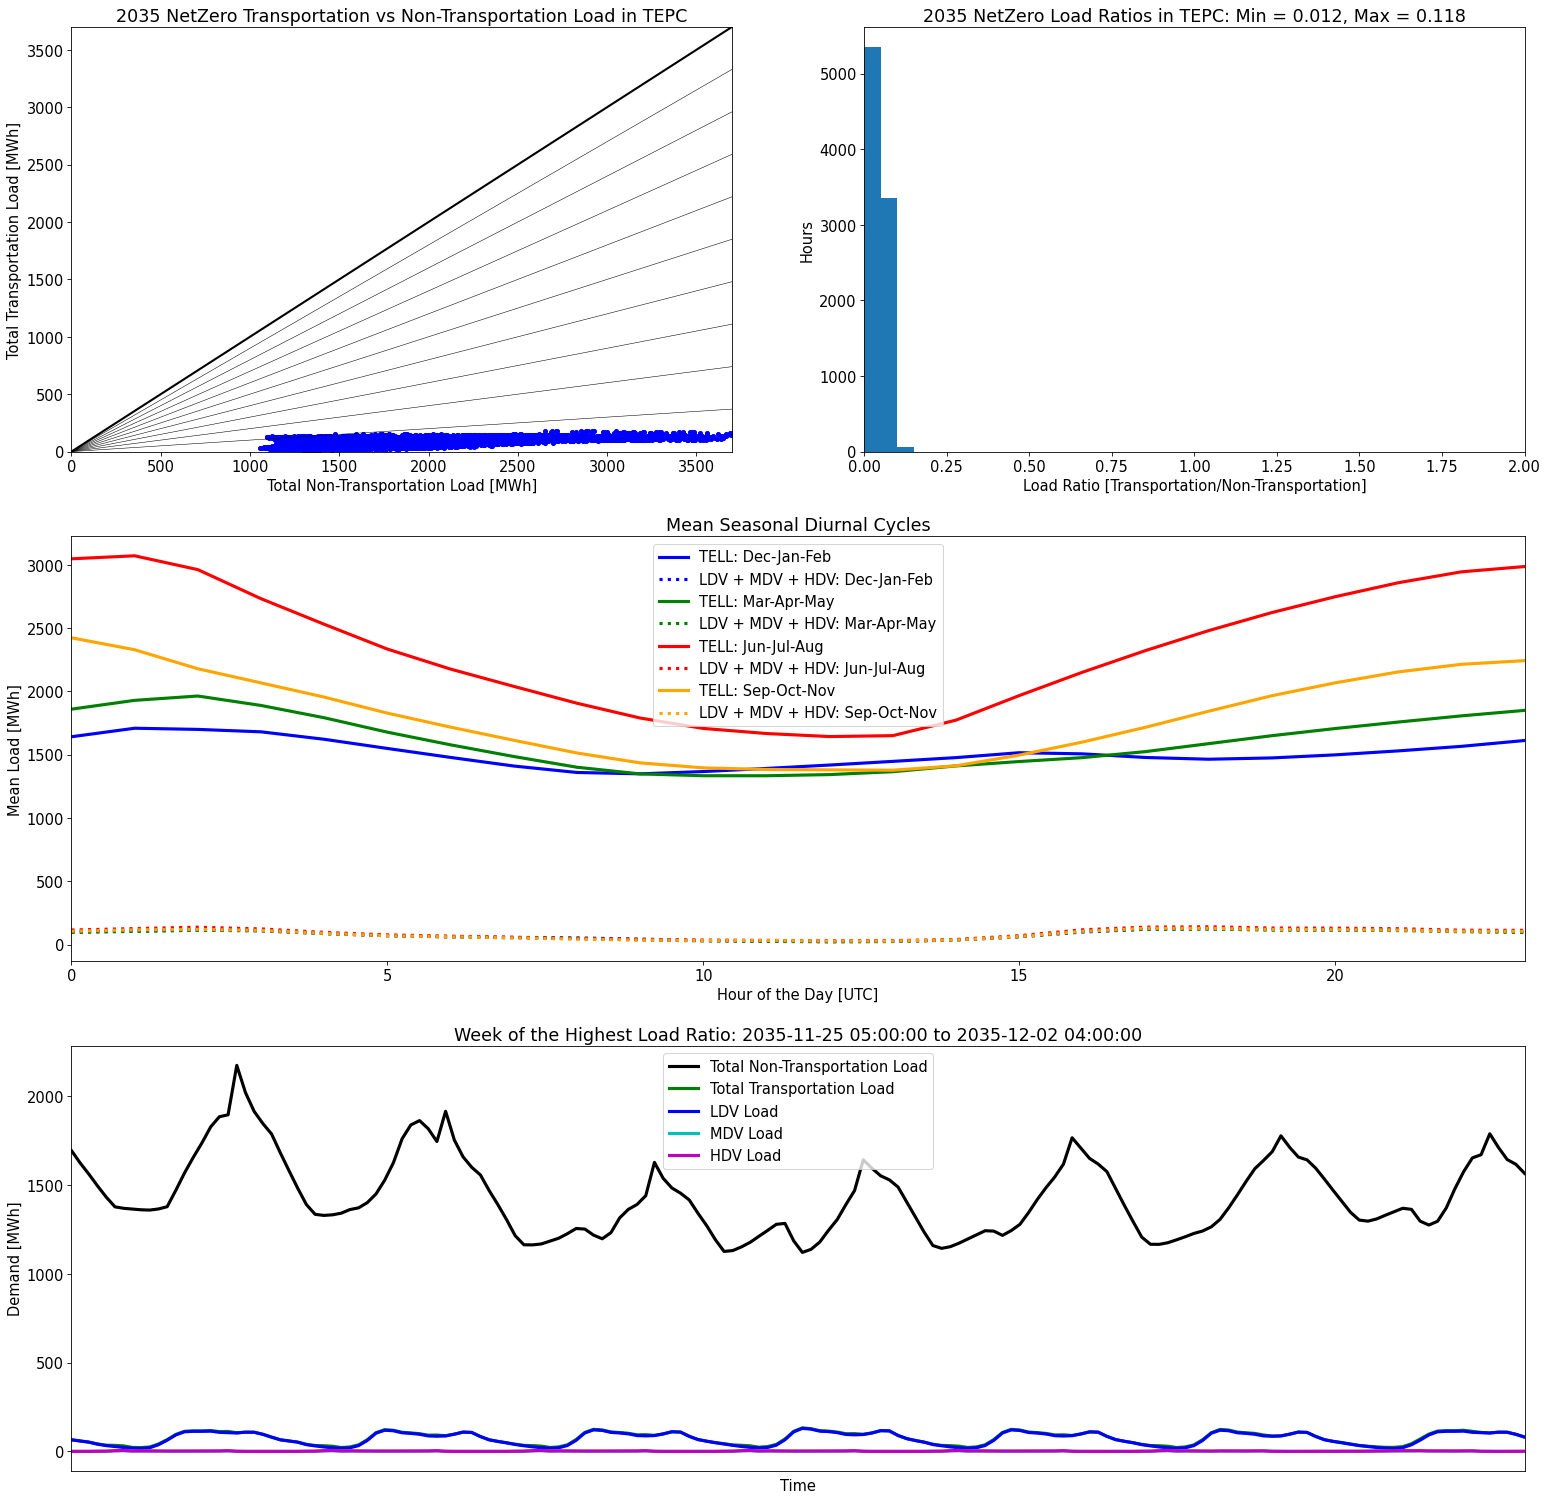 2035 NetZero Transportation vs Non-Transportation Load in TEPC
Total Transportation Load [MWh]
3500
3000
2500
2000
1500
1000
500
0
0 500 1000 1500 2000 2500 3000 3500
Total Non-Transportation Load [MWh]
2035 NetZero Load Ratios in TEPC: Min = 0.012, Max = 0.118
Hours
5000
4000
3000
2000
1000
0
0.00 0.25 0.50 0.75 1.00 1.25 1.50 1.75 2.00
Load Ratio [Transportation/Non-Transportation]
Mean Seasonal Diurnal Cycles
Mean Load [MWh]
3000
2500
2000
1500
1000
500
0
TELL: Dec-Jan-Feb
LDV + MDV + HDV: Dec-Jan-Feb
TELL: Mar-Apr-May
LDV + MDV + HDV: Mar-Apr-May
TELL: Jun-Jul-Aug
LDV + MDV + HDV: Jun-Jul-Aug
TELL: Sep-Oct-Nov
LDV + MDV + HDV: Sep-Oct-Nov
0 5 10 15 20
Hour of the Day [UTC]
Week of the Highest Load Ratio: 2035-11-25 05:00:00 to 2035-12-02 04:00:00
Demand [MWh]
2000
1500
1000
500
0
Total Non-Transportation Load
Total Transportation Load
LDV Load
MDV Load
HDV Load
Time